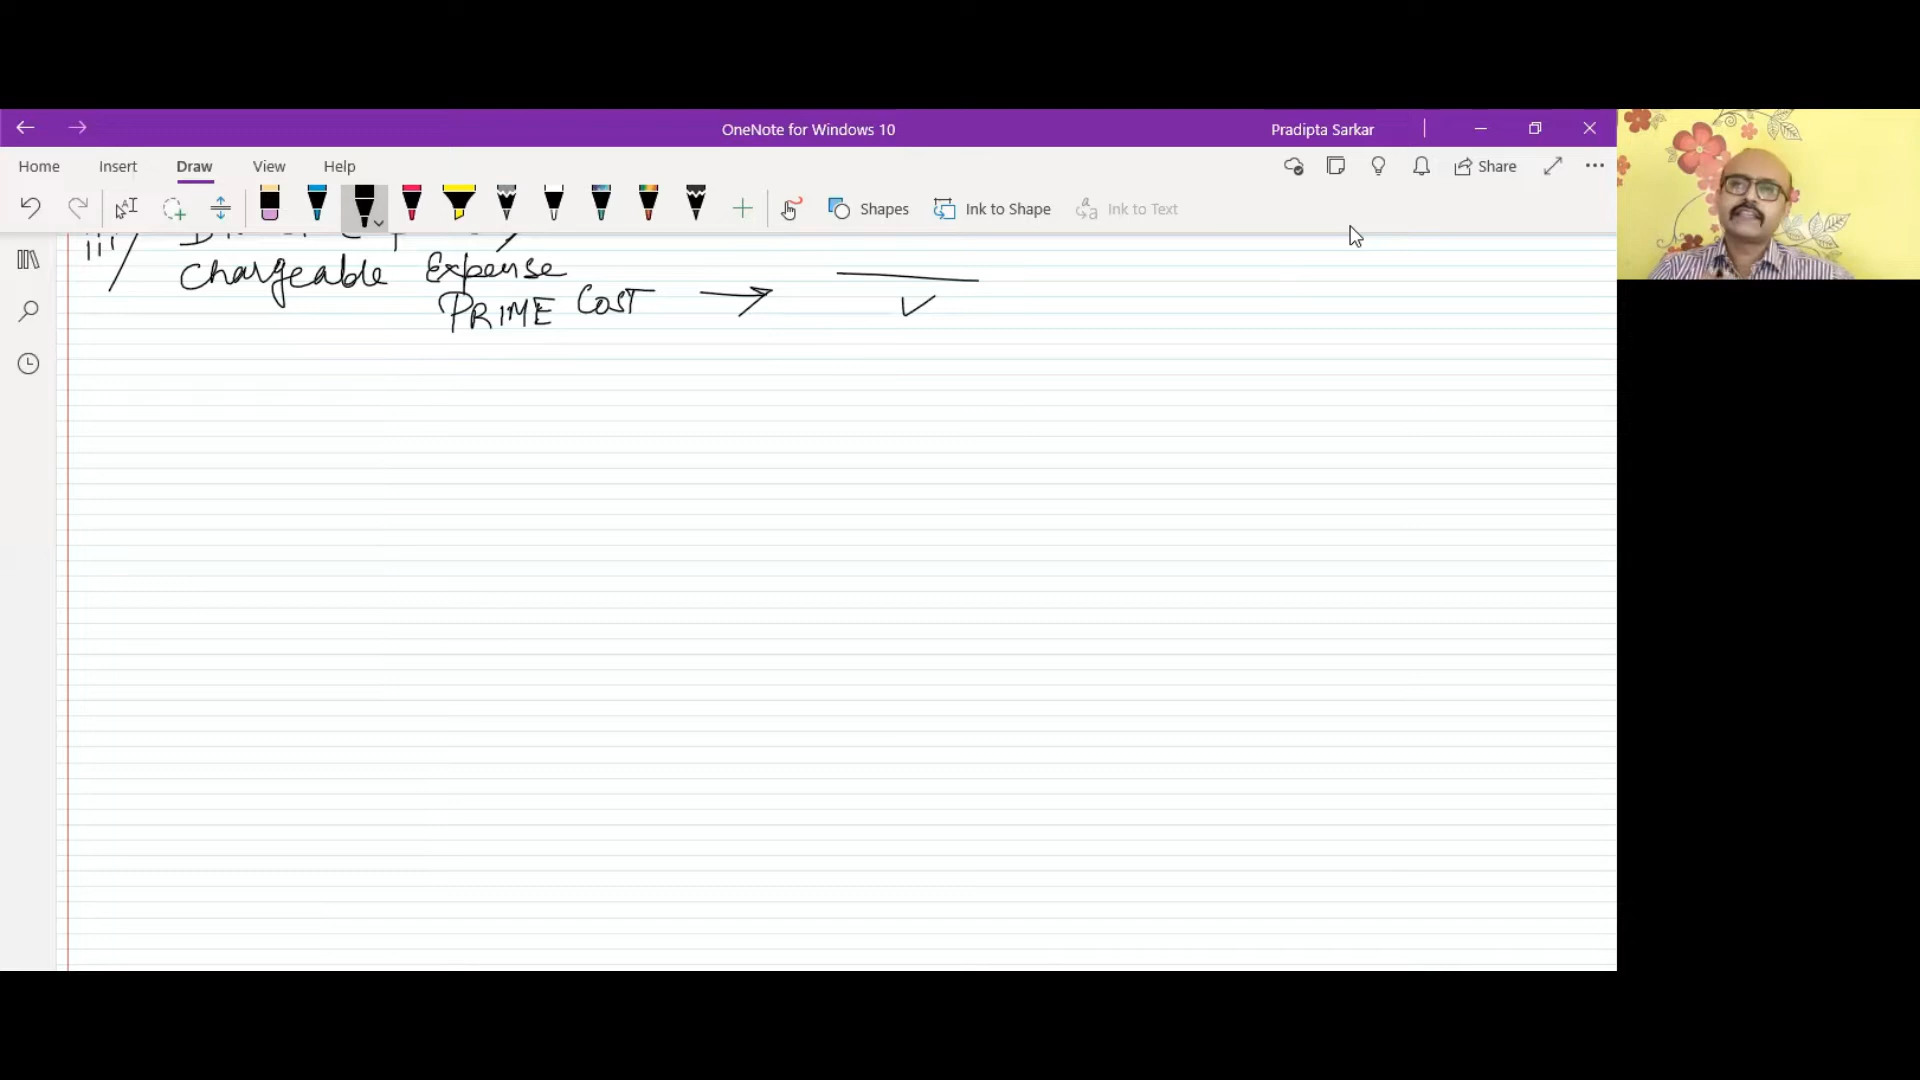 OneNote for Windows 10
Pradipta Sarkar
Home Insert Draw View Help
Share
Shapes
Ink to Shape
Ink to Text
iii/
Chargeable Expense
PRIME COST →
✓